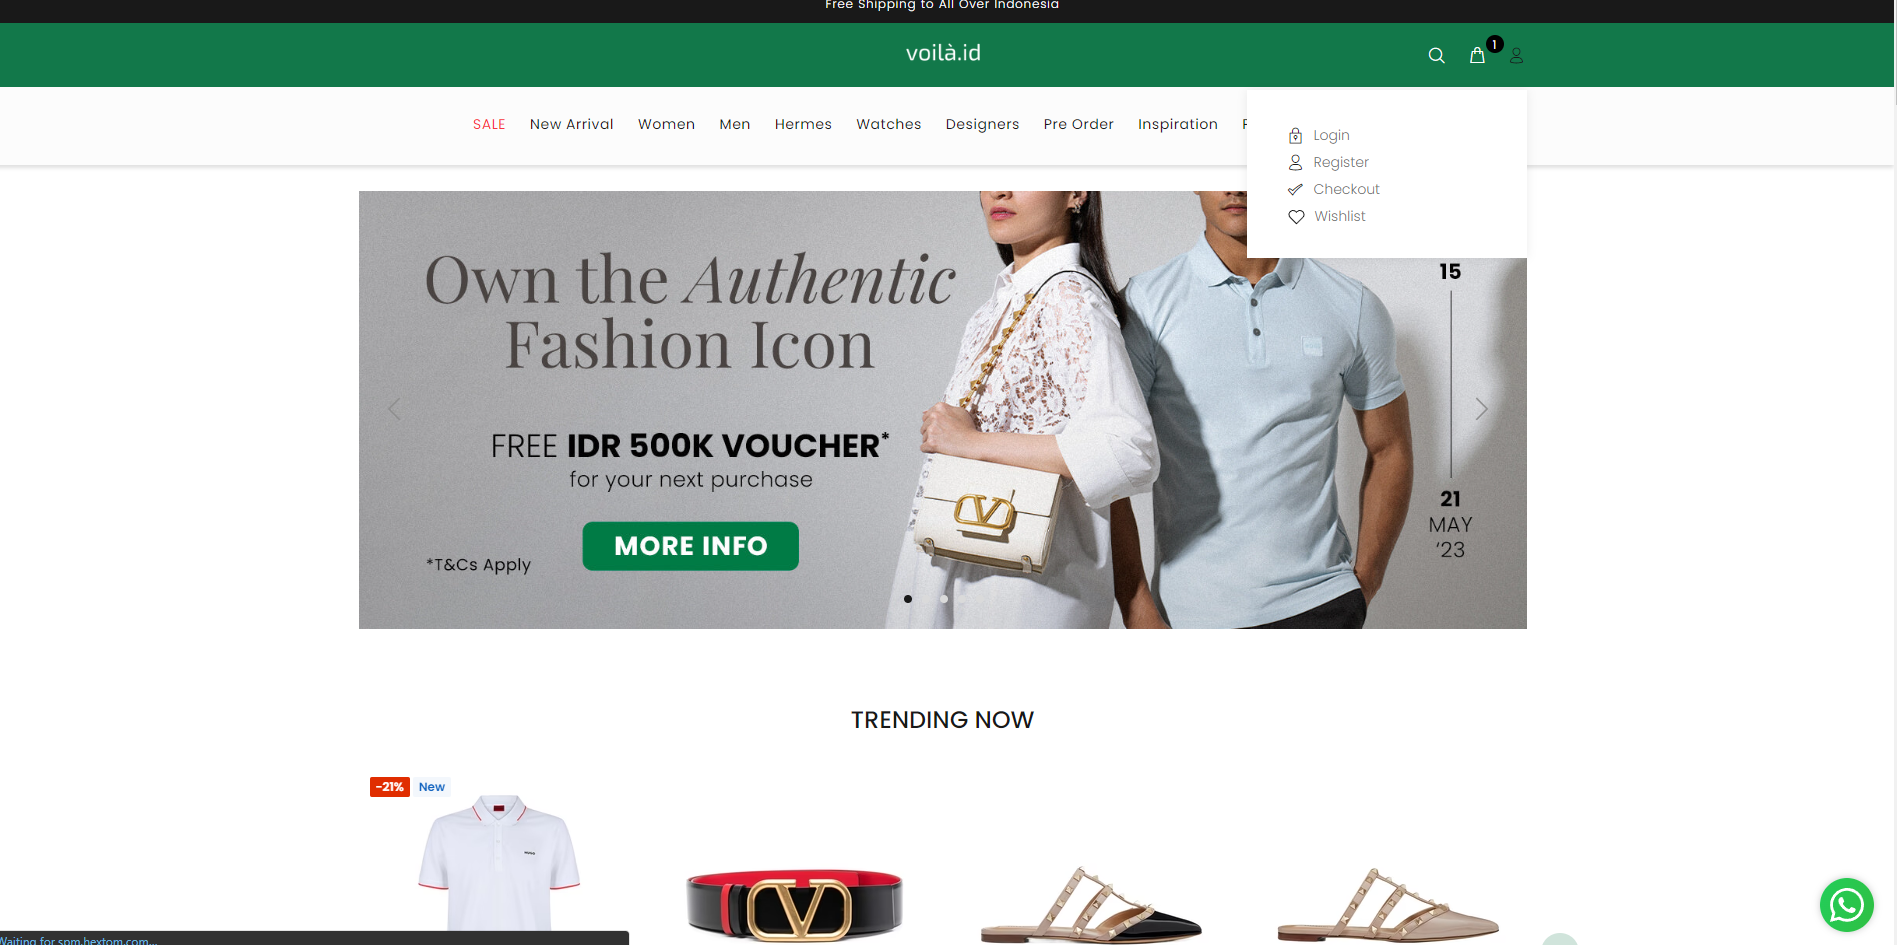 Free Shipping to All Over Indonesia
voilà.id
1
SALE New Arrival Women Men Hermes Watches Designers Pre Order Inspiration
Login
Register
Checkout
Wishlist
Own the Authentic
Fashion Icon
FREE IDR 500K VOUCHER*
for your next purchase
MORE INFO
*T&Cs Apply
15
21
MAY
'23
TRENDING NOW
-21% New
HUGO
Waiting for spm.hextom.com...